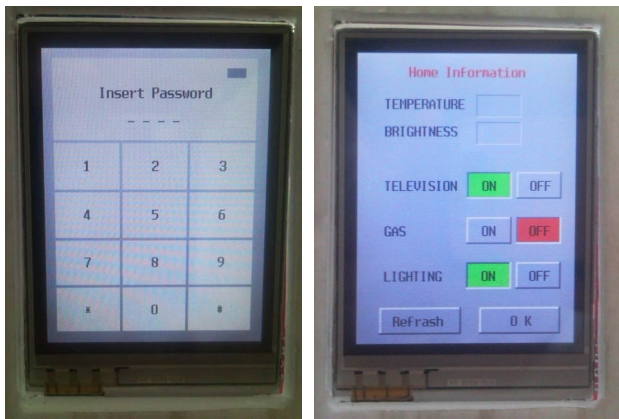 Insert Password
- - - -
1 2 3
4 5 6
7 8 9
* 0 #
Home Information
TEMPERATURE
BRIGHTNESS
TELEVISION ON OFF
GAS ON OFF
LIGHTING ON OFF
Refrash O K